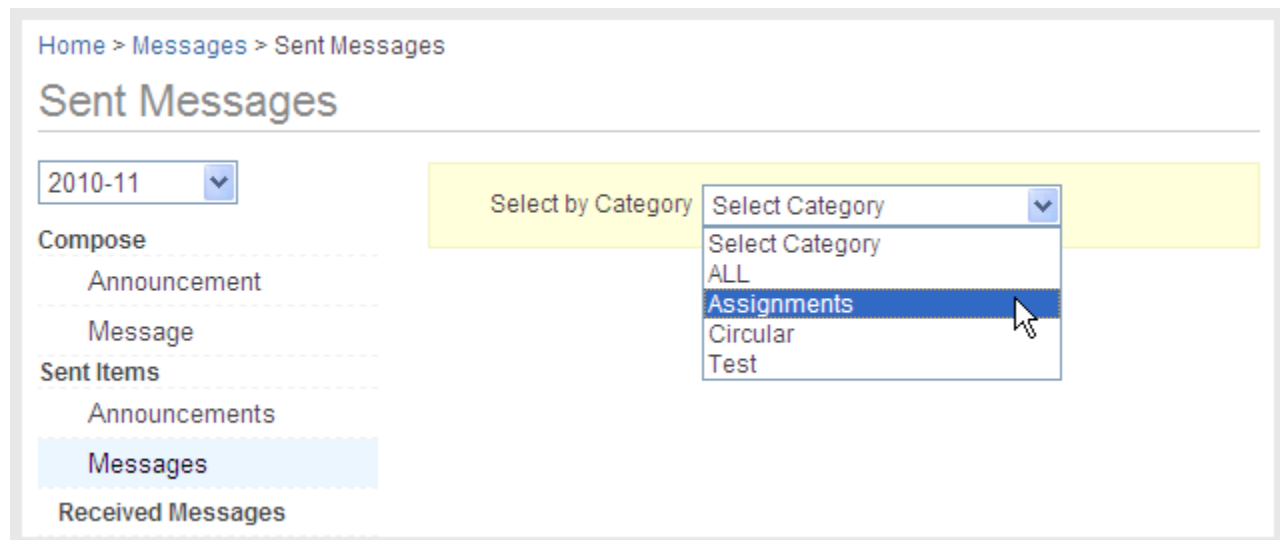 Home > Messages > Sent Messages
Sent Messages
2010-11
Compose
Announcement
Message
Sent Items
Announcements
Messages
Received Messages
Select by Category Select Category
Select Category
ALL
Assignments
Circular
Test